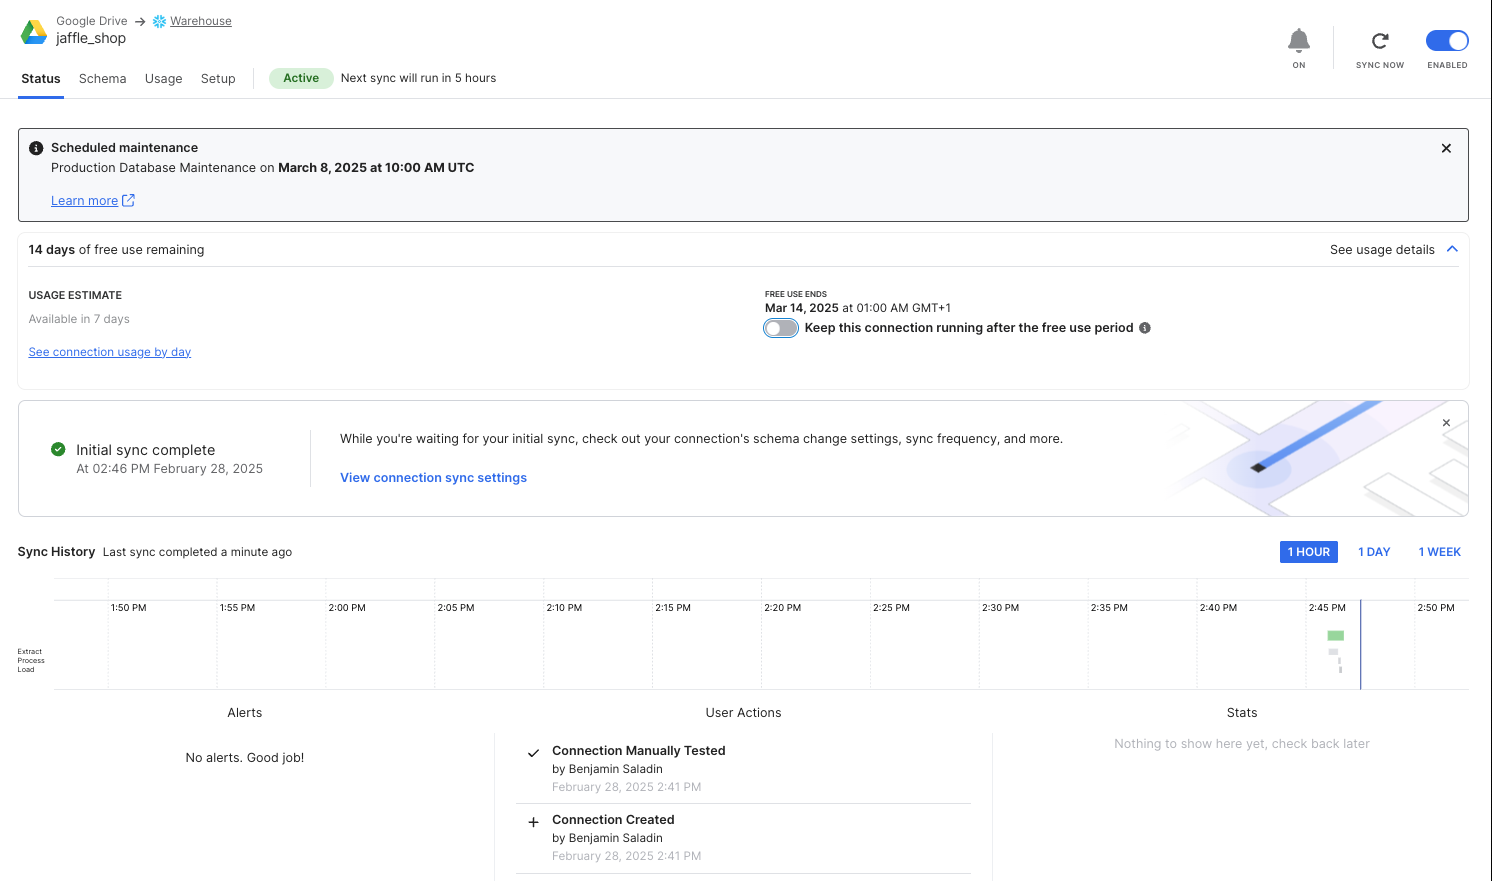 Google Drive → Warehouse
jaffle_shop
ON
SYNC NOW
ENABLED
Status Schema Usage Setup Active Next sync will run in 5 hours
Scheduled maintenance
Production Database Maintenance on March 8, 2025 at 10:00 AM UTC
Learn more
14 days of free use remaining
See usage details
USAGE ESTIMATE
Available in 7 days
See connection usage by day
FREE USE ENDS
Mar 14, 2025 at 01:00 AM GMT+1
Keep this connection running after the free use period
Initial sync complete
At 02:46 PM February 28, 2025
While you're waiting for your initial sync, check out your connection's schema change settings, sync frequency, and more.
View connection sync settings
Sync History Last sync completed a minute ago
1 HOUR 1 DAY 1 WEEK
1:50 PM 1:55 PM 2:00 PM 2:05 PM 2:10 PM 2:15 PM 2:20 PM 2:25 PM 2:30 PM 2:35 PM 2:40 PM 2:45 PM 2:50 PM
Extract
Process
Load
Alerts
No alerts. Good job!
User Actions
Connection Manually Tested
by Benjamin Saladin
February 28, 2025 2:41 PM
Connection Created
by Benjamin Saladin
February 28, 2025 2:41 PM
Stats
Nothing to show here yet, check back later